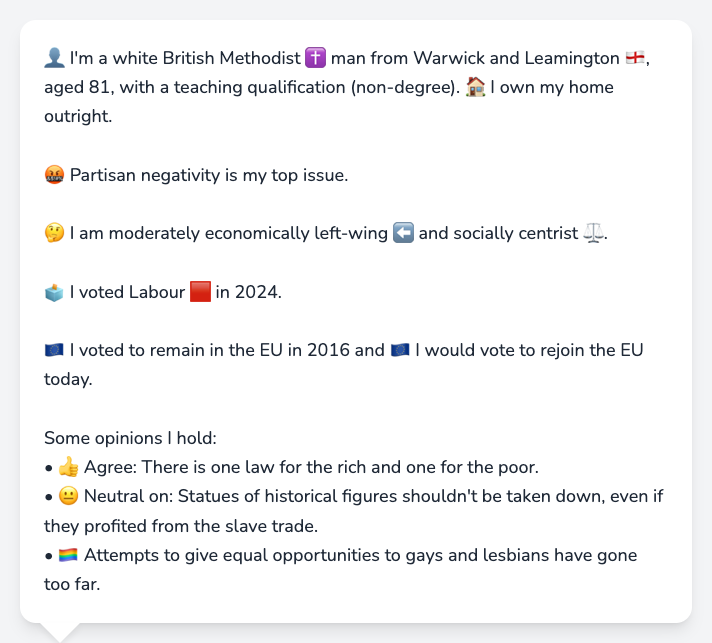 👤 I'm a white British Methodist ✝️ man from Warwick and Leamington 🏴󠁧󠁢󠁥󠁮󠁧󠁿,
aged 81, with a teaching qualification (non-degree). 🏠 I own my home
outright.
🤬 Partisan negativity is my top issue.
🤔 I am moderately economically left-wing ⬅️ and socially centrist ⚖️.
🗳️ I voted Labour 🟥 in 2024.
🇪🇺 I voted to remain in the EU in 2016 and 🇪🇺 I would vote to rejoin the EU
today.
Some opinions I hold:
• 👍 Agree: There is one law for the rich and one for the poor.
• 😐 Neutral on: Statues of historical figures shouldn't be taken down, even if
they profited from the slave trade.
• 🏳️‍🌈 Attempts to give equal opportunities to gays and lesbians have gone
too far.